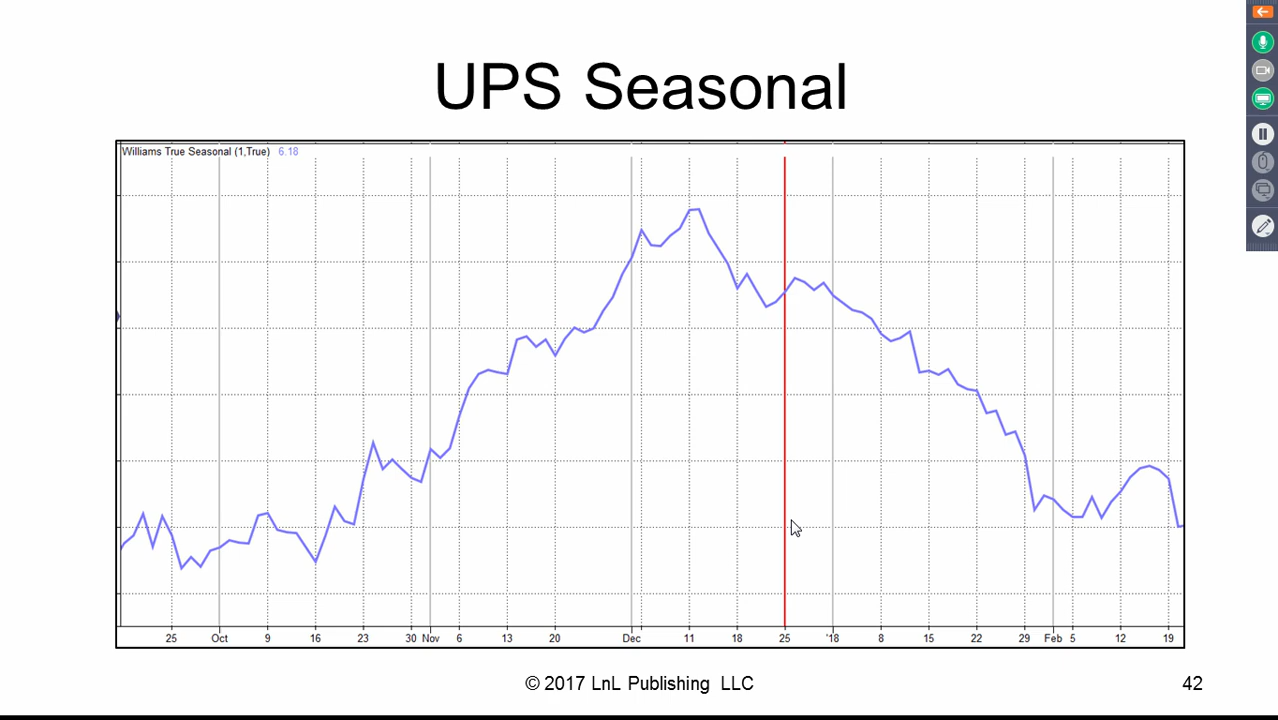 UPS Seasonal
Williams True Seasonal (1,True) 6.18
25 Oct 9 16 23 30 Nov 6 13 20 Dec 11 18 25 '18 8 15 22 29 Feb 5 12 19
© 2017 LnL Publishing LLC
42